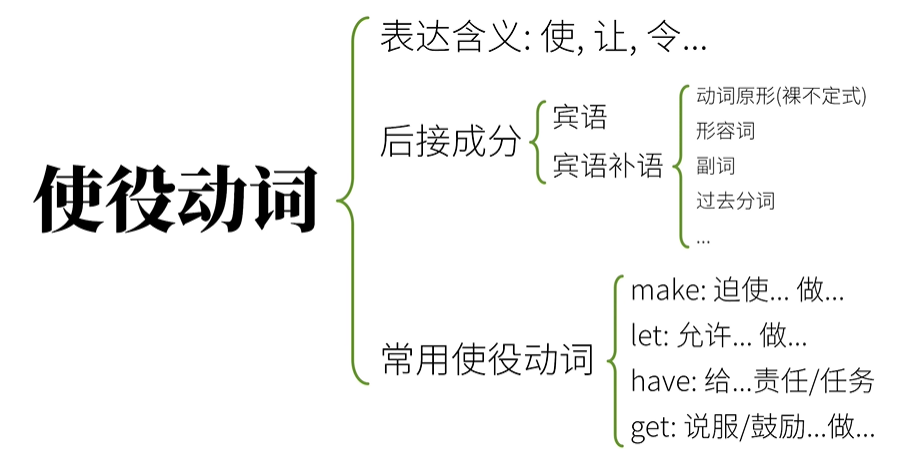 使役动词
表达含义: 使, 让, 令...
后接成分
宾语
宾语补语
动词原形(裸不定式)
形容词
副词
过去分词
...
常用使役动词
make: 迫使... 做...
let: 允许... 做...
have: 给...责任/任务
get: 说服/鼓励...做...